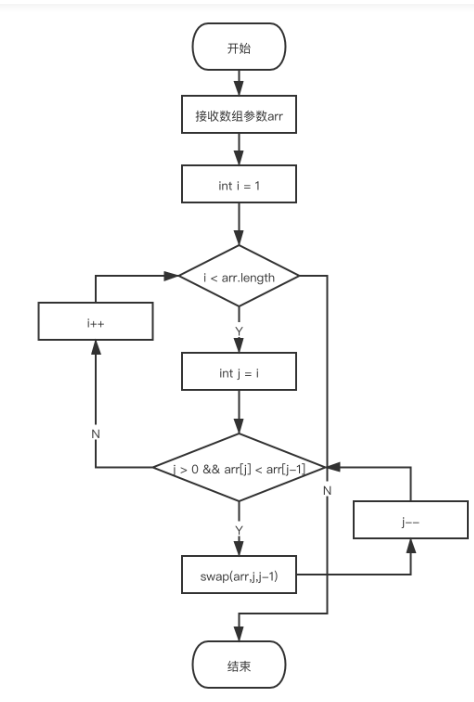 开始
接收数组参数arr
int i = 1
i < arr.length
i++
Y
int j = i
N
j > 0 && arr[j] < arr[j-1]
N
j--
Y
swap(arr,j,j-1)
结束